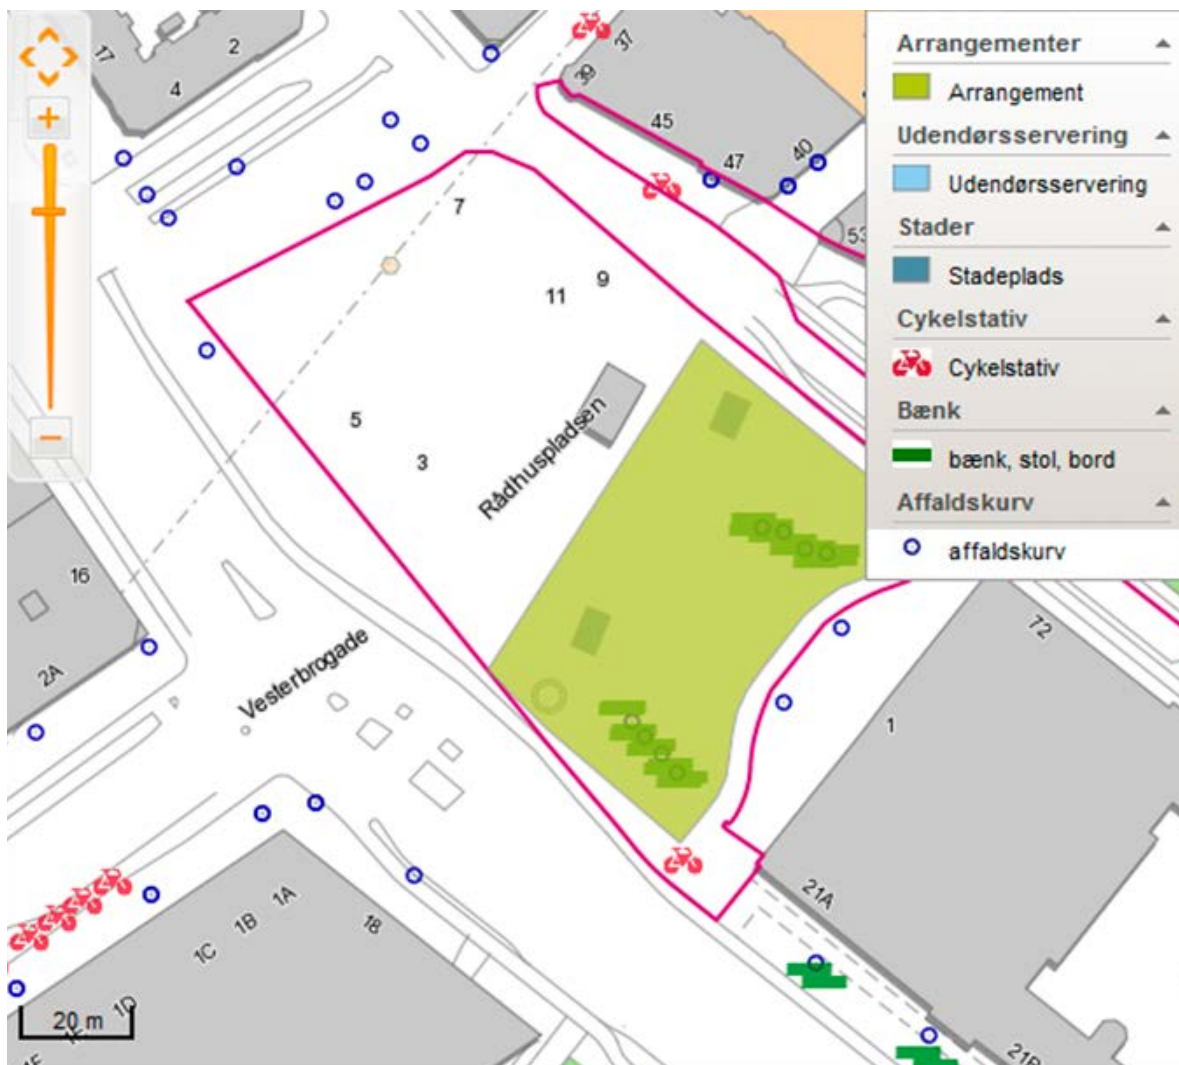 17
2
4
37
39
45
47
40
53
7
11
9
5
3
Rådhuspladsen
16
2A
Vesterbrogade
72
1
1A
1B
1C
18
21A
1D
20 m
Arrangementer
Arrangement
Udendørsservering
Udendørsservering
Stader
Stadeplads
Cykelstativ
Cykelstativ
Bænk
bænk, stol, bord
Affaldskurv
affaldskurv